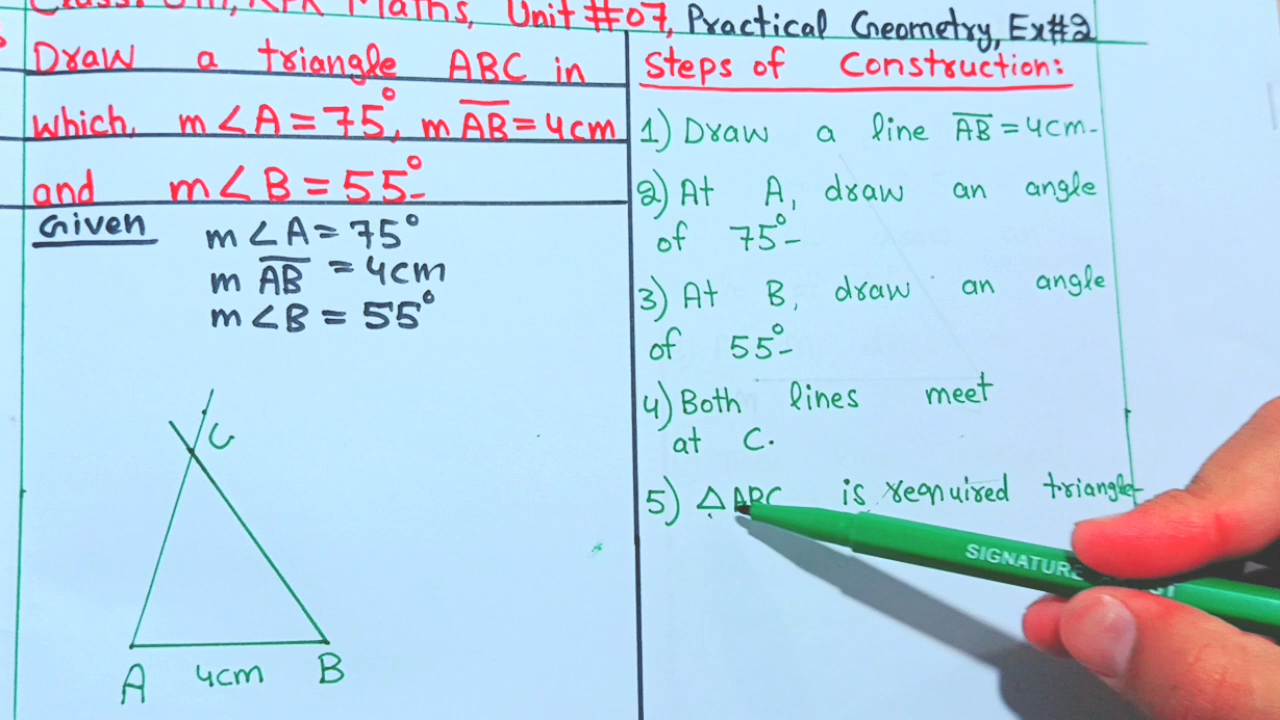 Maths, Unit #07, Practical Geometry, Ex#2
Draw a triangle ABC in
which, m∠A=75°, mAB=4cm
and m∠B=55°-
Given
m∠A=75°
mAB=4cm
m∠B=55°
C
A 4cm B
Steps of Construction:
1) Draw a line AB=4cm-
2) At A, draw an angle
of 75°-
3) At B, draw an angle
of 55°-
4) Both lines meet
at C.
5) △ABC is required triangle-
SIGNATURE